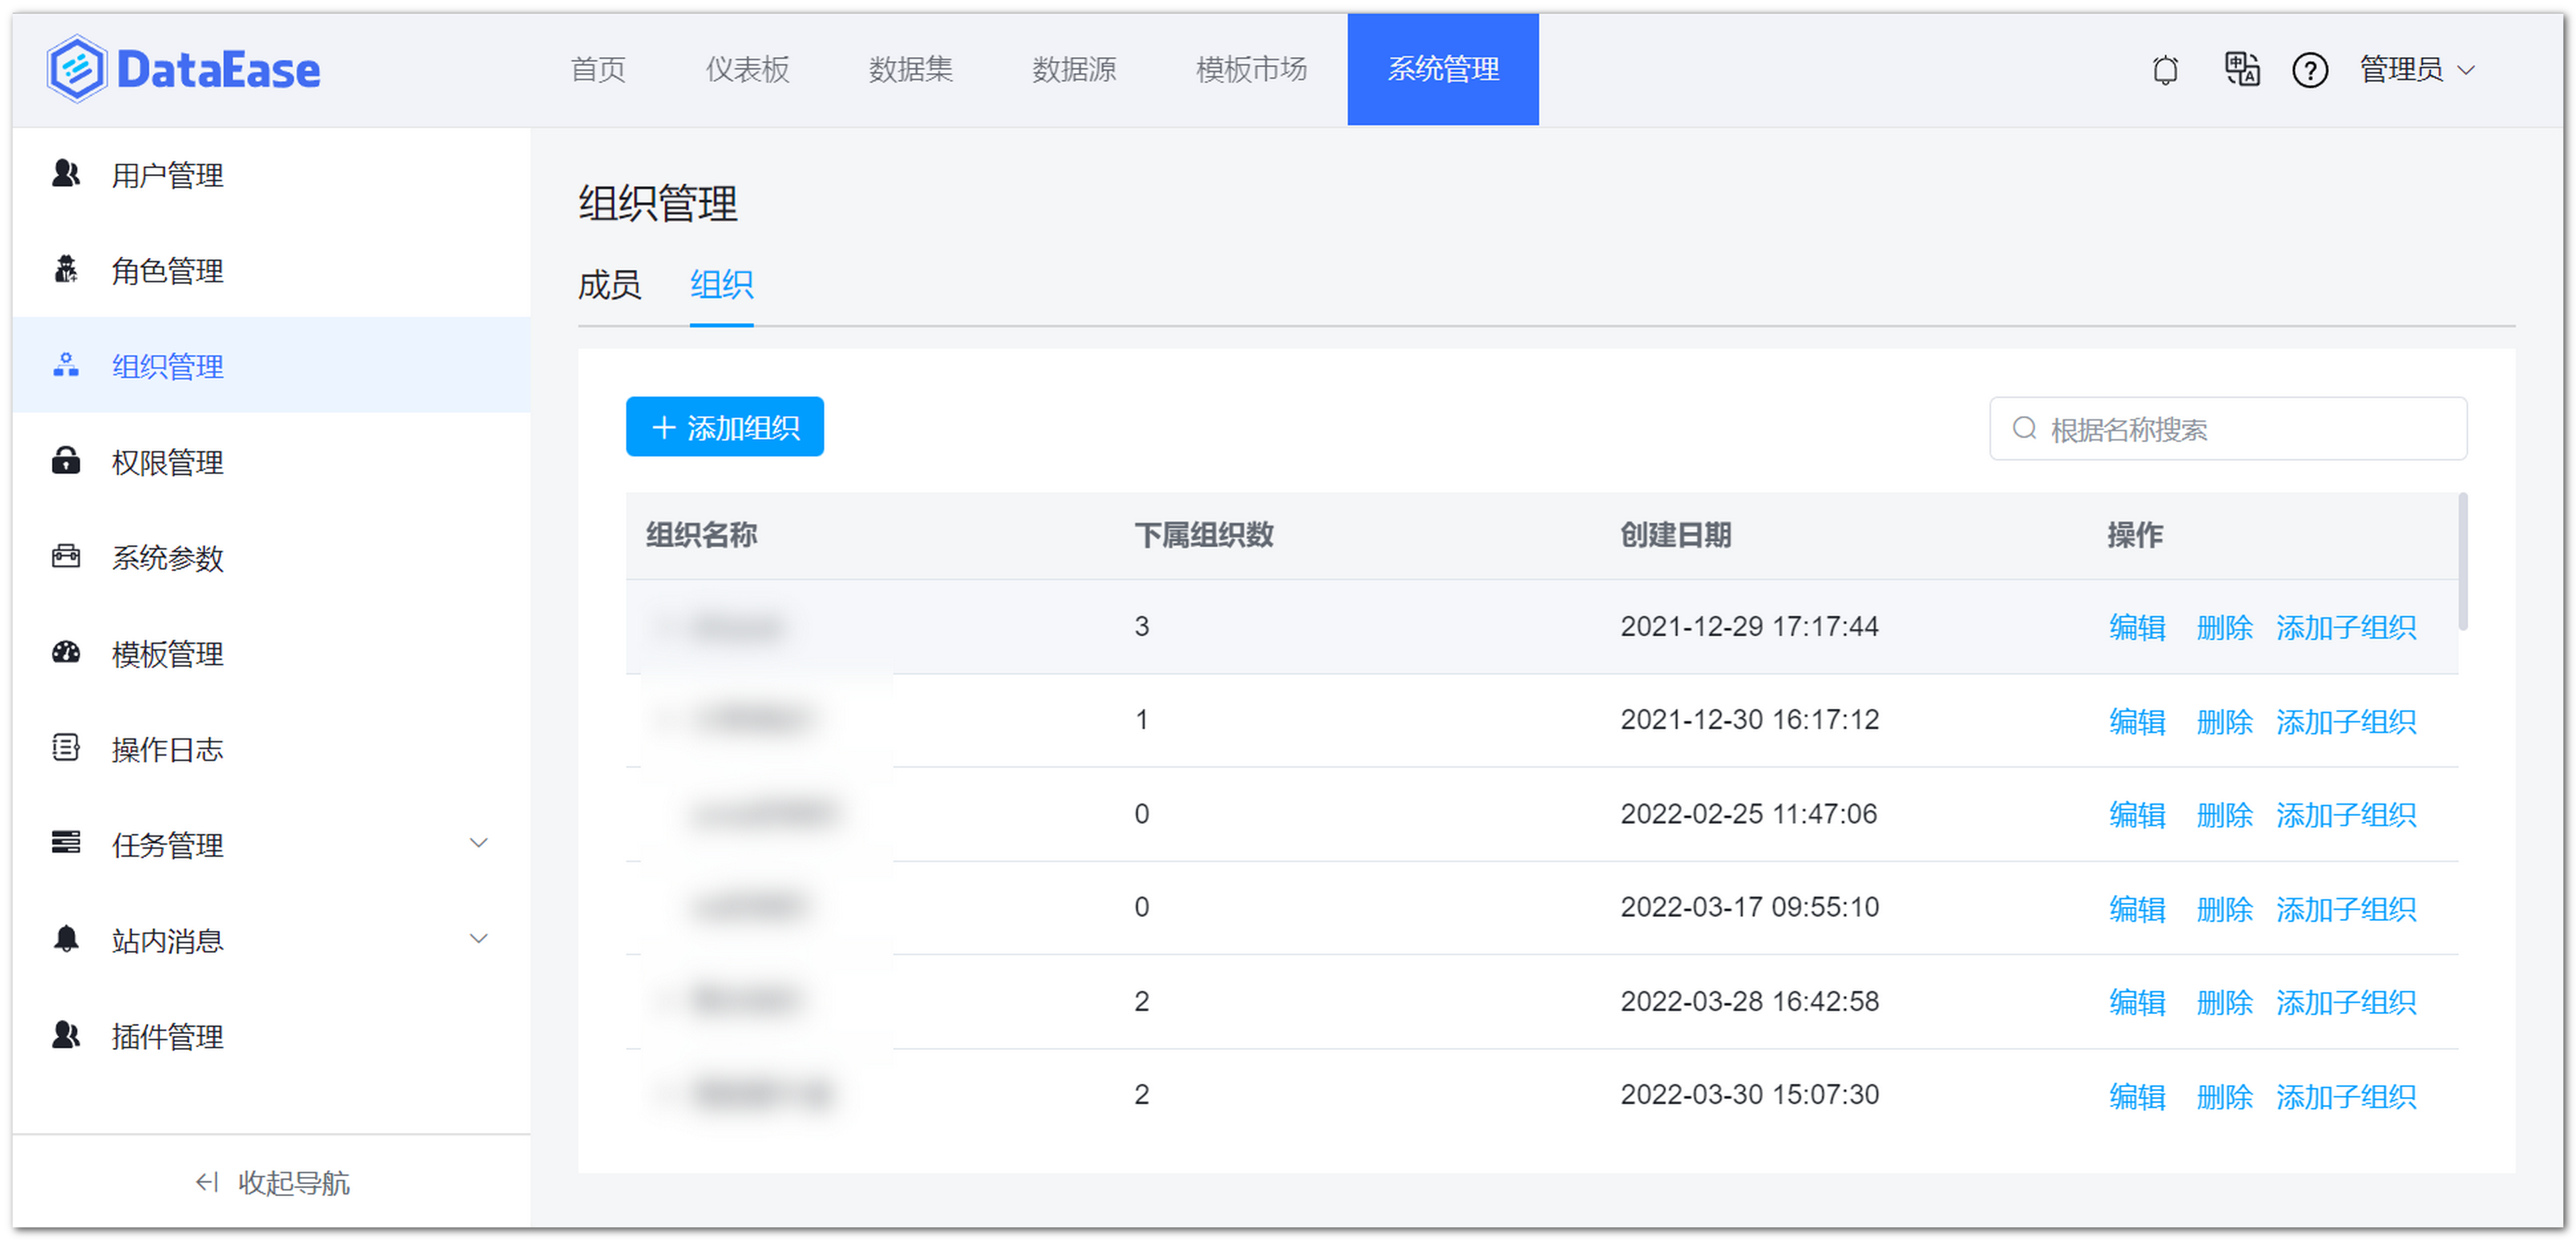 DataEase 首页 仪表板 数据集 数据源 模板市场 系统管理 管理员
用户管理
角色管理
组织管理
权限管理
系统参数
模板管理
操作日志
任务管理
站内消息
插件管理
收起导航
组织管理
成员 组织
+ 添加组织 根据名称搜索
组织名称 下属组织数 创建日期 操作
3 2021-12-29 17:17:44 编辑 删除 添加子组织
1 2021-12-30 16:17:12 编辑 删除 添加子组织
0 2022-02-25 11:47:06 编辑 删除 添加子组织
0 2022-03-17 09:55:10 编辑 删除 添加子组织
2 2022-03-28 16:42:58 编辑 删除 添加子组织
2 2022-03-30 15:07:30 编辑 删除 添加子组织